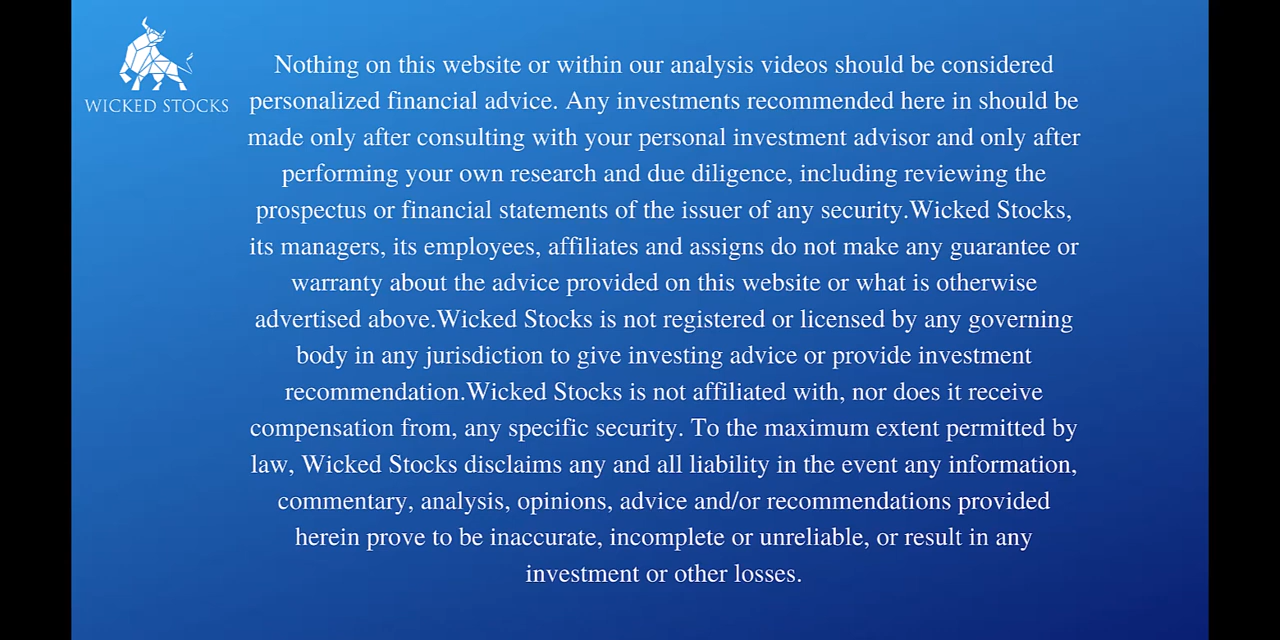 WICKED STOCKS
Nothing on this website or within our analysis videos should be considered
personalized financial advice. Any investments recommended here in should be
made only after consulting with your personal investment advisor and only after
performing your own research and due diligence, including reviewing the
prospectus or financial statements of the issuer of any security.Wicked Stocks,
its managers, its employees, affiliates and assigns do not make any guarantee or
warranty about the advice provided on this website or what is otherwise
advertised above.Wicked Stocks is not registered or licensed by any governing
body in any jurisdiction to give investing advice or provide investment
recommendation.Wicked Stocks is not affiliated with, nor does it receive
compensation from, any specific security. To the maximum extent permitted by
law, Wicked Stocks disclaims any and all liability in the event any information,
commentary, analysis, opinions, advice and/or recommendations provided
herein prove to be inaccurate, incomplete or unreliable, or result in any
investment or other losses.